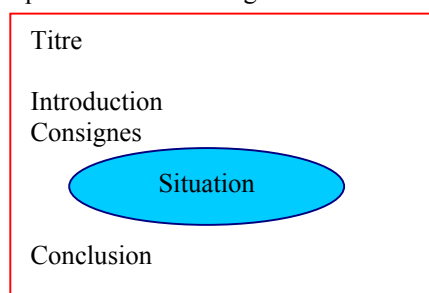 Titre
Introduction
Consignes
Situation
Conclusion